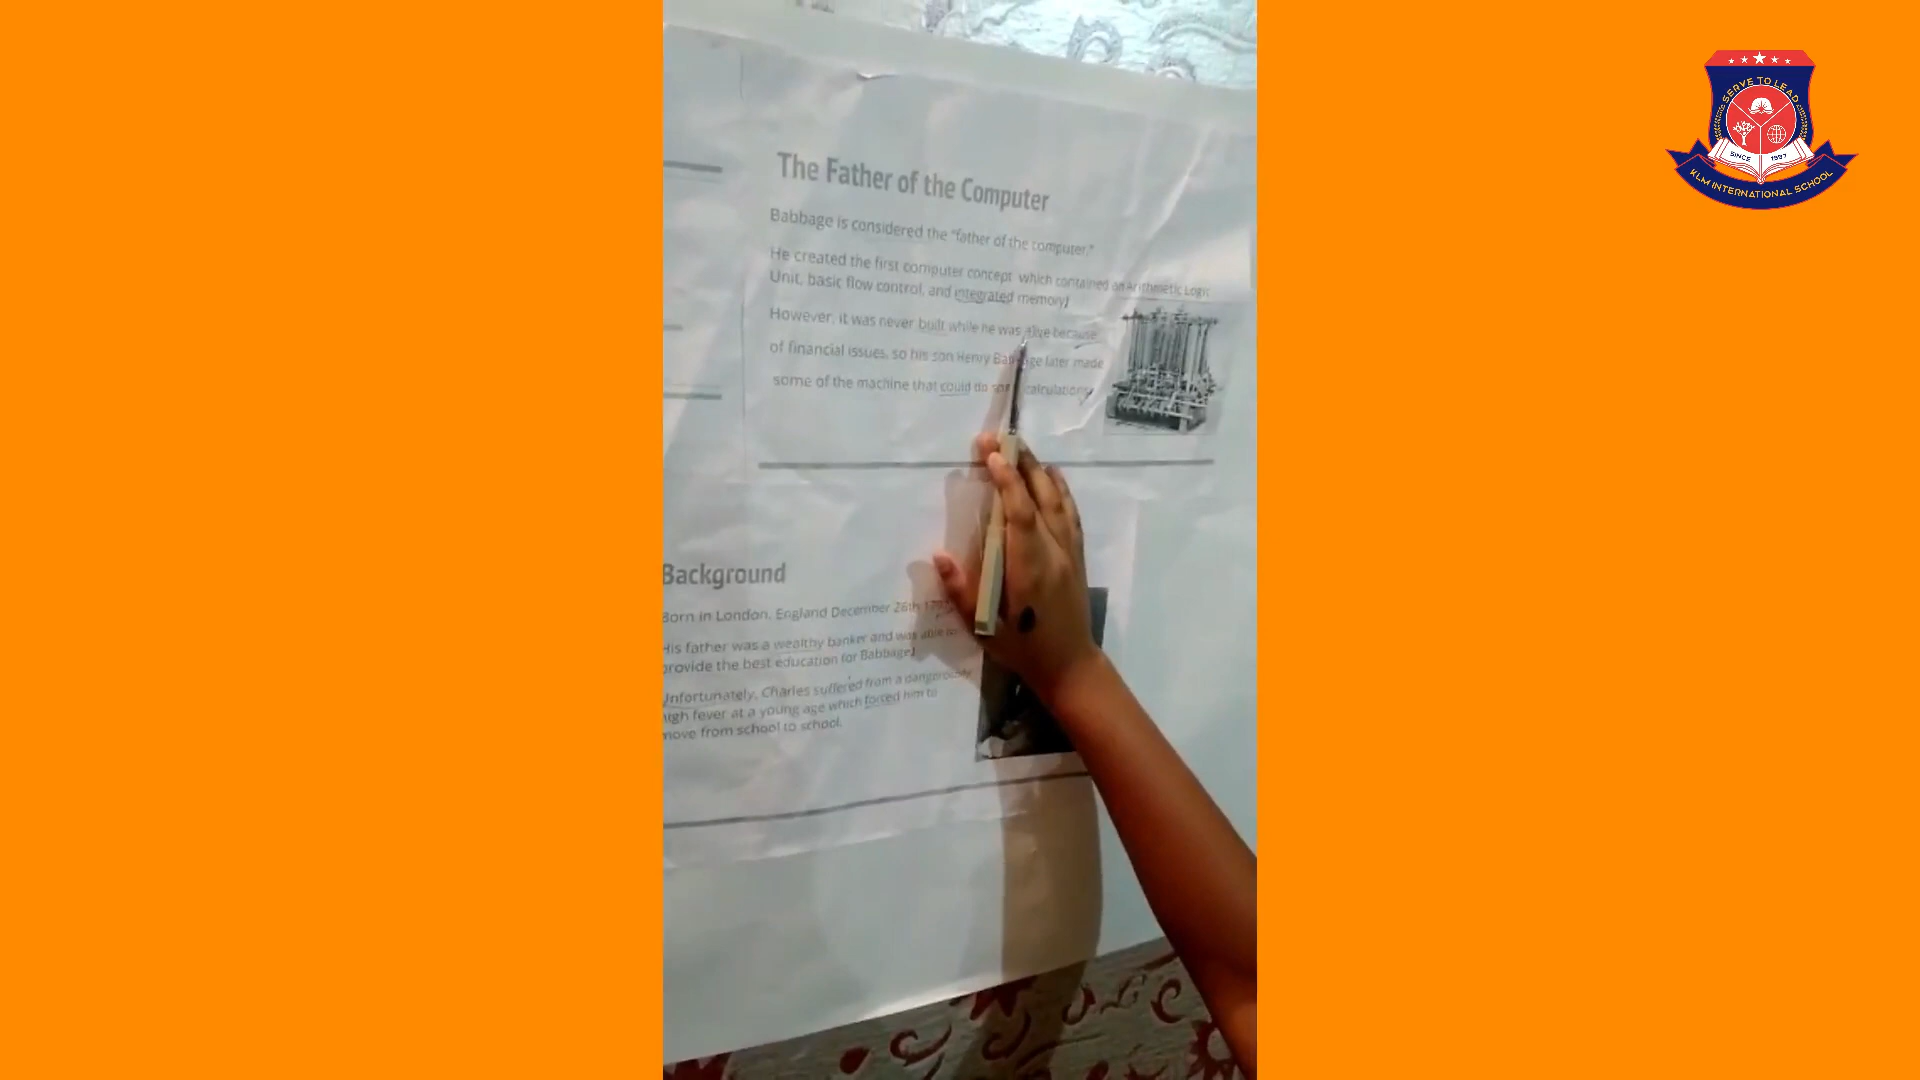 The Father of the Computer
Babbage is considered the "father of the computer."
He created the first computer concept which contained an Arithmetic Logic
Unit, basic flow control, and integrated memory
However, it was never built while he was alive because
of financial issues, so his son Henry Babbage later made
some of the machine that could do calculations
Background
Born in London, England December 26th
His father was a wealthy banker and was able to
provide the best education for Babbage
Unfortunately, Charles suffered from a dangerously
high fever at a young age which forced him to
move from school to school.
SERVE TO LEAD
SINCE 1997
KLM INTERNATIONAL SCHOOL